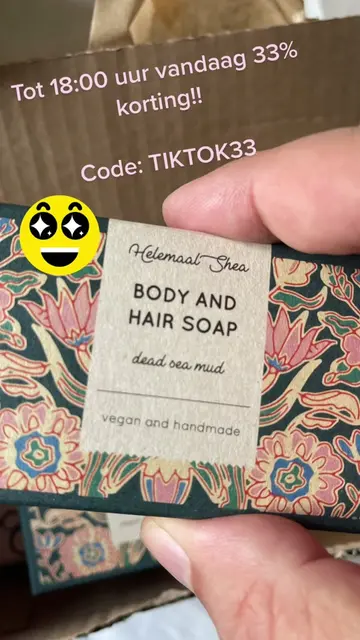 Tot 18:00 uur vandaag 33%
korting!!
Code: TIKTOK33
Helemaal Shea
BODY AND
HAIR SOAP
dead sea mud
vegan and handmade